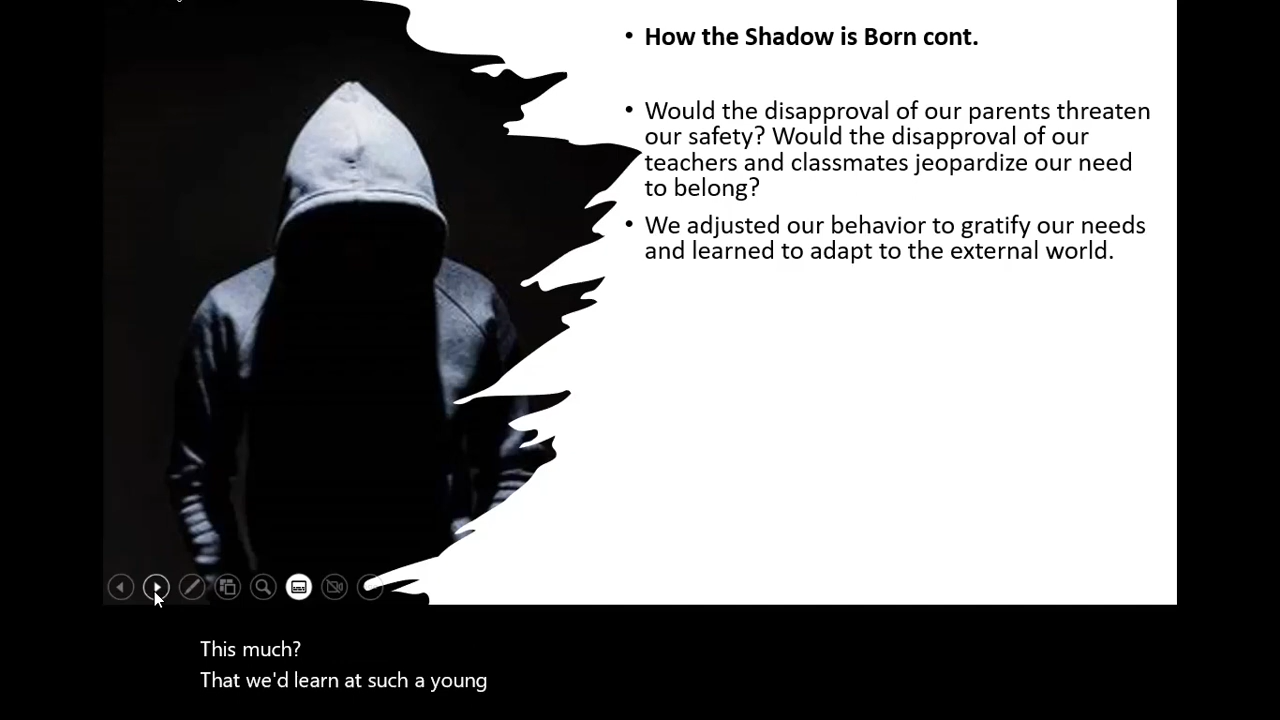 • How the Shadow is Born cont.
• Would the disapproval of our parents threaten
our safety? Would the disapproval of our
teachers and classmates jeopardize our need
to belong?
• We adjusted our behavior to gratify our needs
and learned to adapt to the external world.
This much?
That we'd learn at such a young